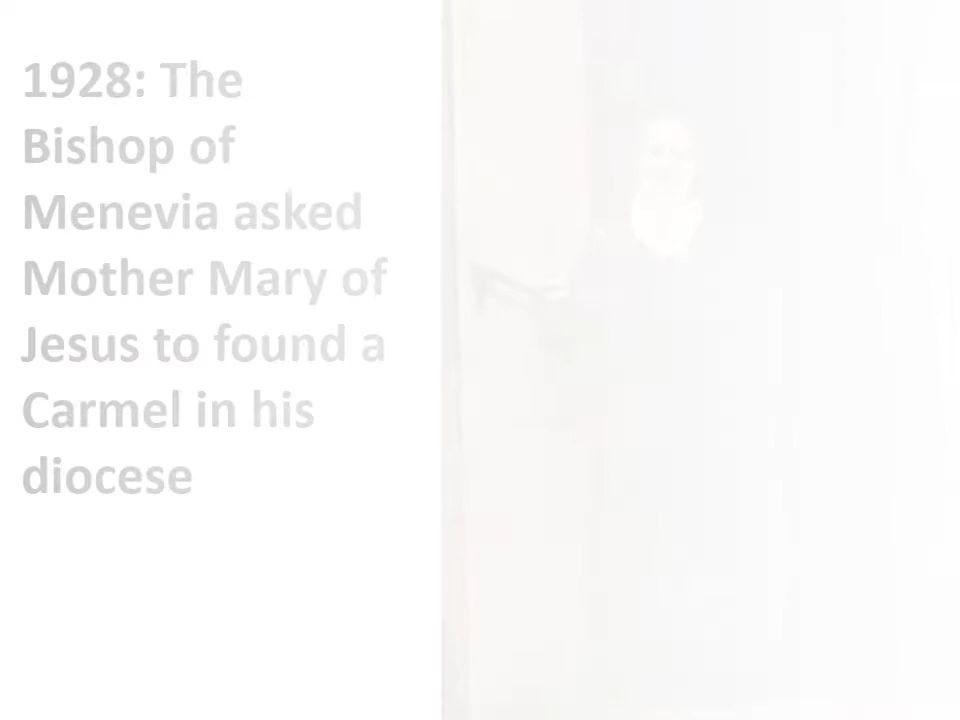 1928: The
Bishop of
Menevia asked
Mother Mary of
Jesus to found a
Carmel in his
diocese